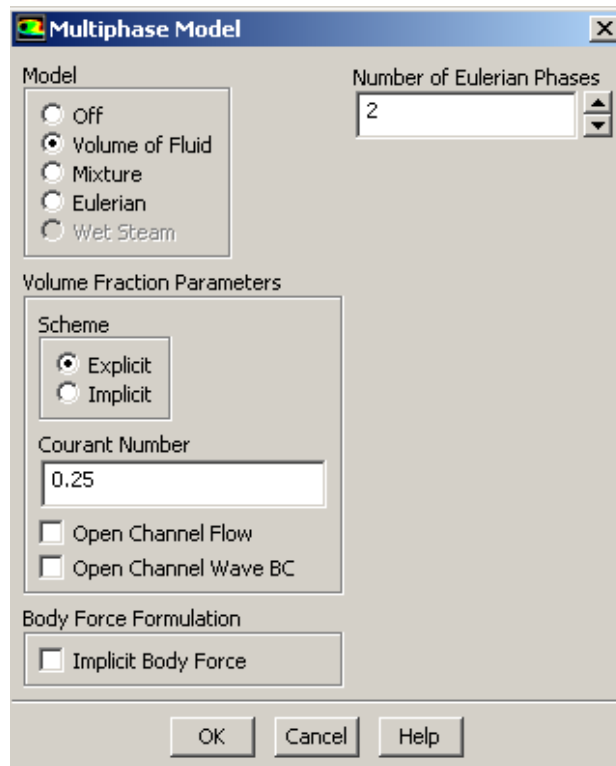 Multiphase Model
Model
Off
Volume of Fluid
Mixture
Eulerian
Wet Steam
Number of Eulerian Phases
2
Volume Fraction Parameters
Scheme
Explicit
Implicit
Courant Number
0.25
Open Channel Flow
Open Channel Wave BC
Body Force Formulation
Implicit Body Force
OK Cancel Help